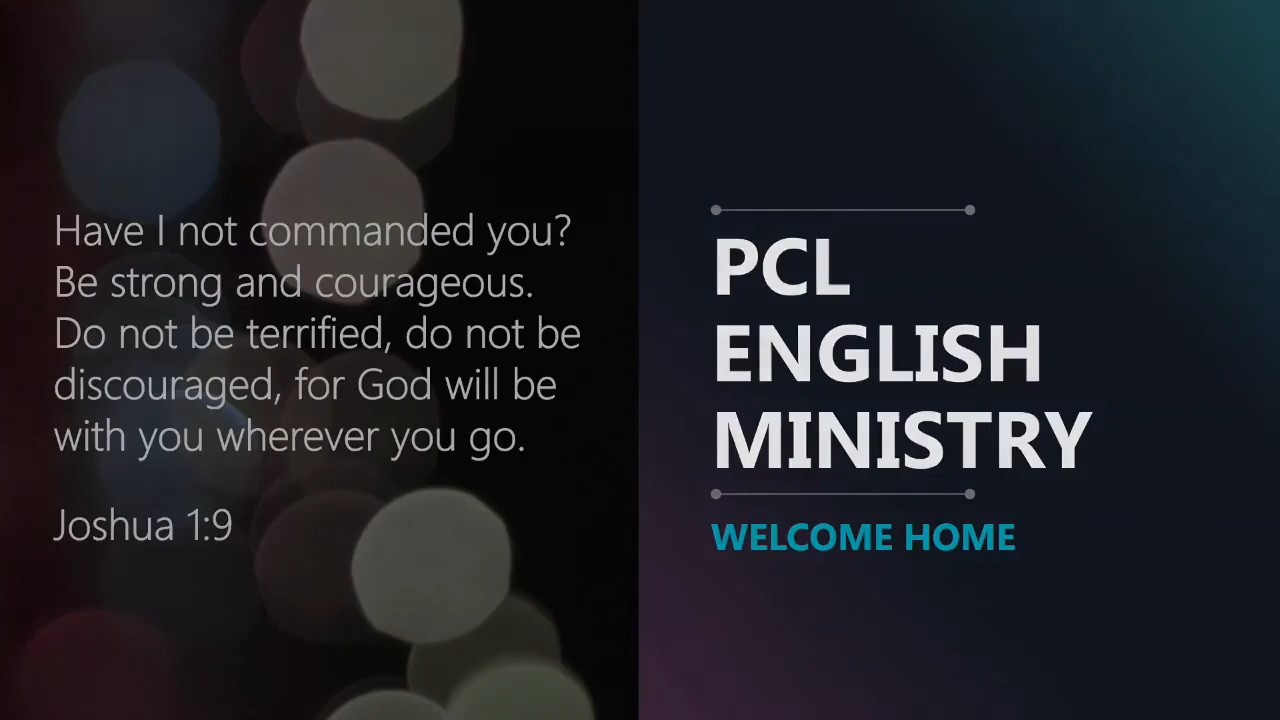 Have I not commanded you?
Be strong and courageous.
Do not be terrified, do not be
discouraged, for God will be
with you wherever you go.
Joshua 1:9
PCL
ENGLISH
MINISTRY
WELCOME HOME